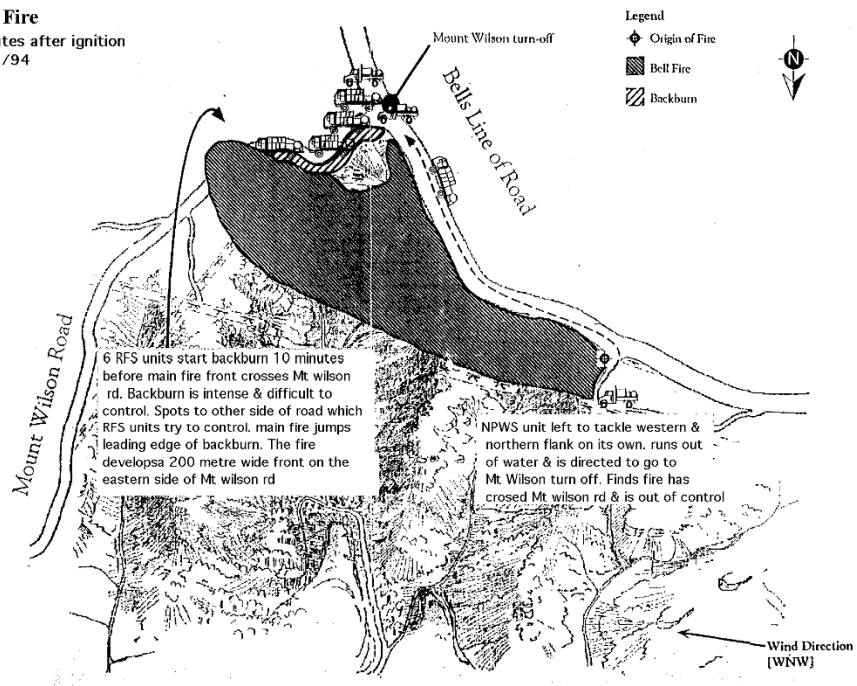 Fire
tes after ignition
/94
Mount Wilson turn-off
Legend
Origin of Fire
Bell Fire
Backburn
N
Bells Line of Road
Mount Wilson Road
6 RFS units start backburn 10 minutes
before main fire front crosses Mt wilson
rd. Backburn is intense & difficult to
control. Spots to other side of road which
RFS units try to control. main fire jumps
leading edge of backburn. The fire
developsa 200 metre wide front on the
eastern side of Mt wilson rd
NPWS unit left to tackle western &
northern flank on its own. runs out
of water & is directed to go to
Mt Wilson turn off. Finds fire has
crosed Mt wilson rd & is out of control
Wind Direction
[WNW]